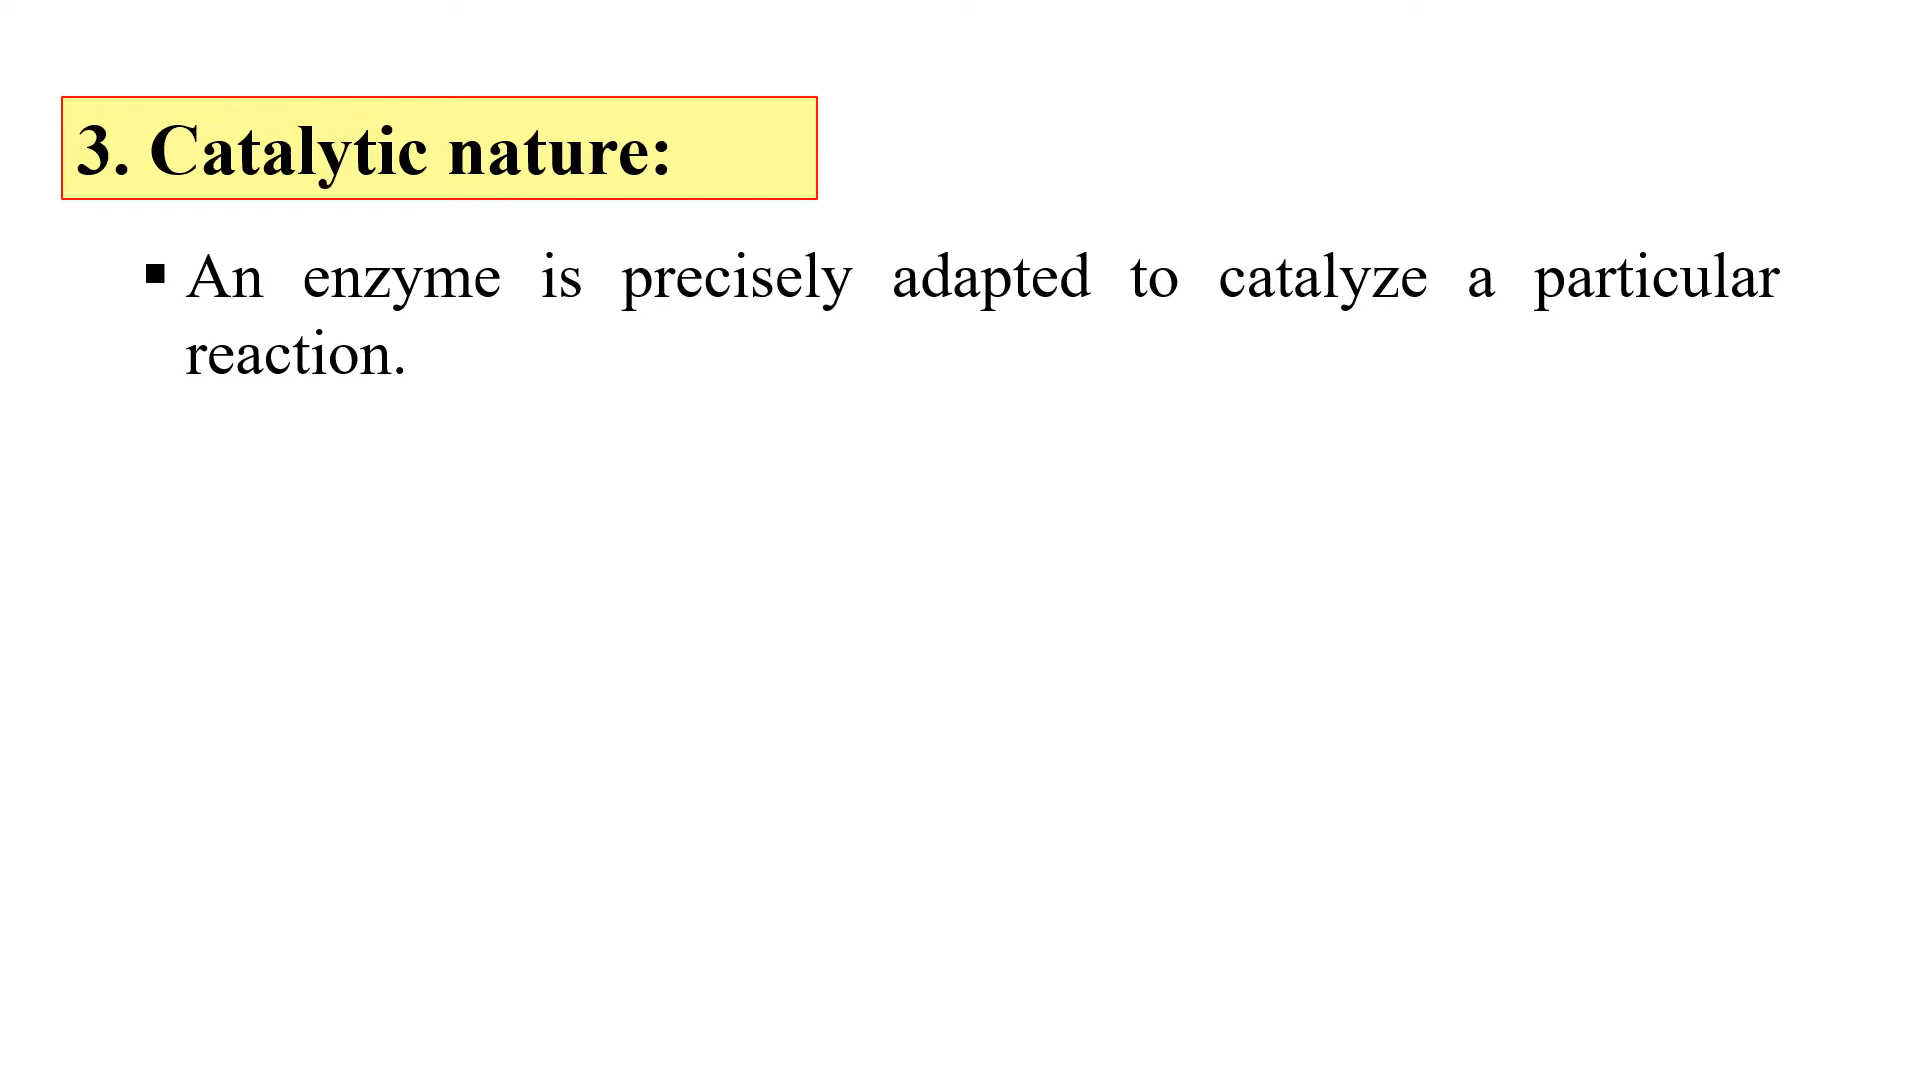 3. Catalytic nature:
▪ An enzyme is precisely adapted to catalyze a particular
reaction.